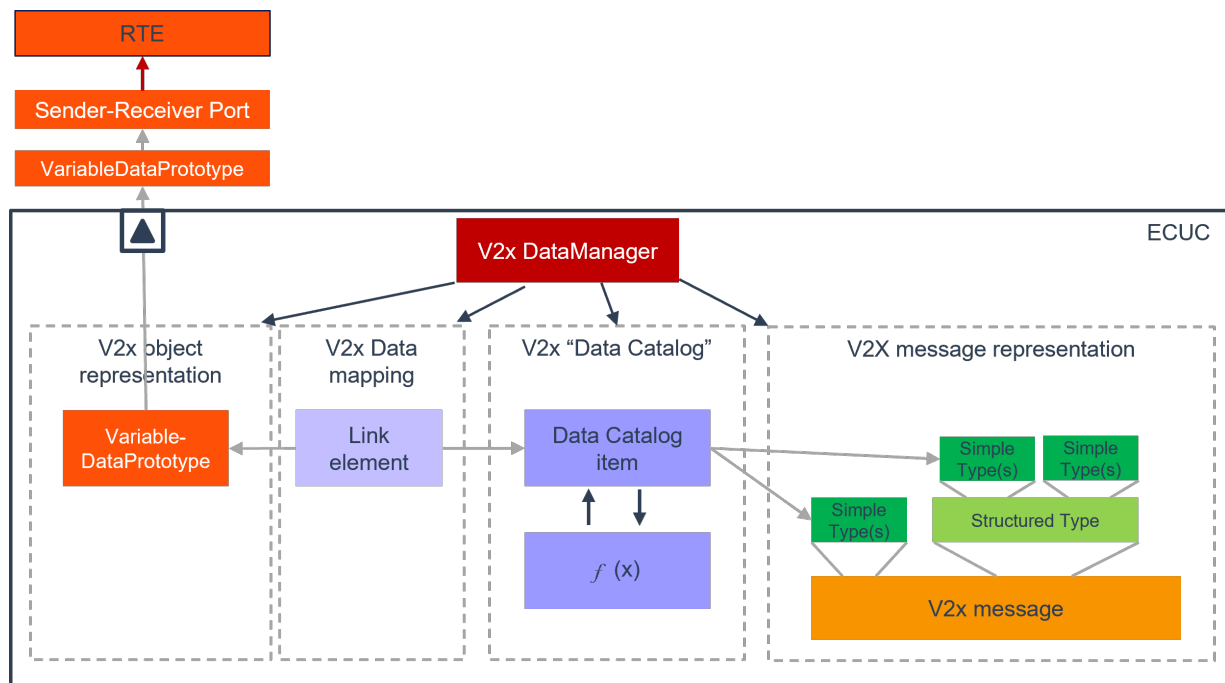 RTE
Sender-Receiver Port
VariableDataPrototype
ECUC
V2x DataManager
V2x object
representation
V2x Data
mapping
V2x “Data Catalog”
V2X message representation
Variable-
DataPrototype
Link
element
Data Catalog
item
Simple
Type(s)
Simple
Type(s)
Simple
Type(s)
Structured Type
f (x)
V2x message